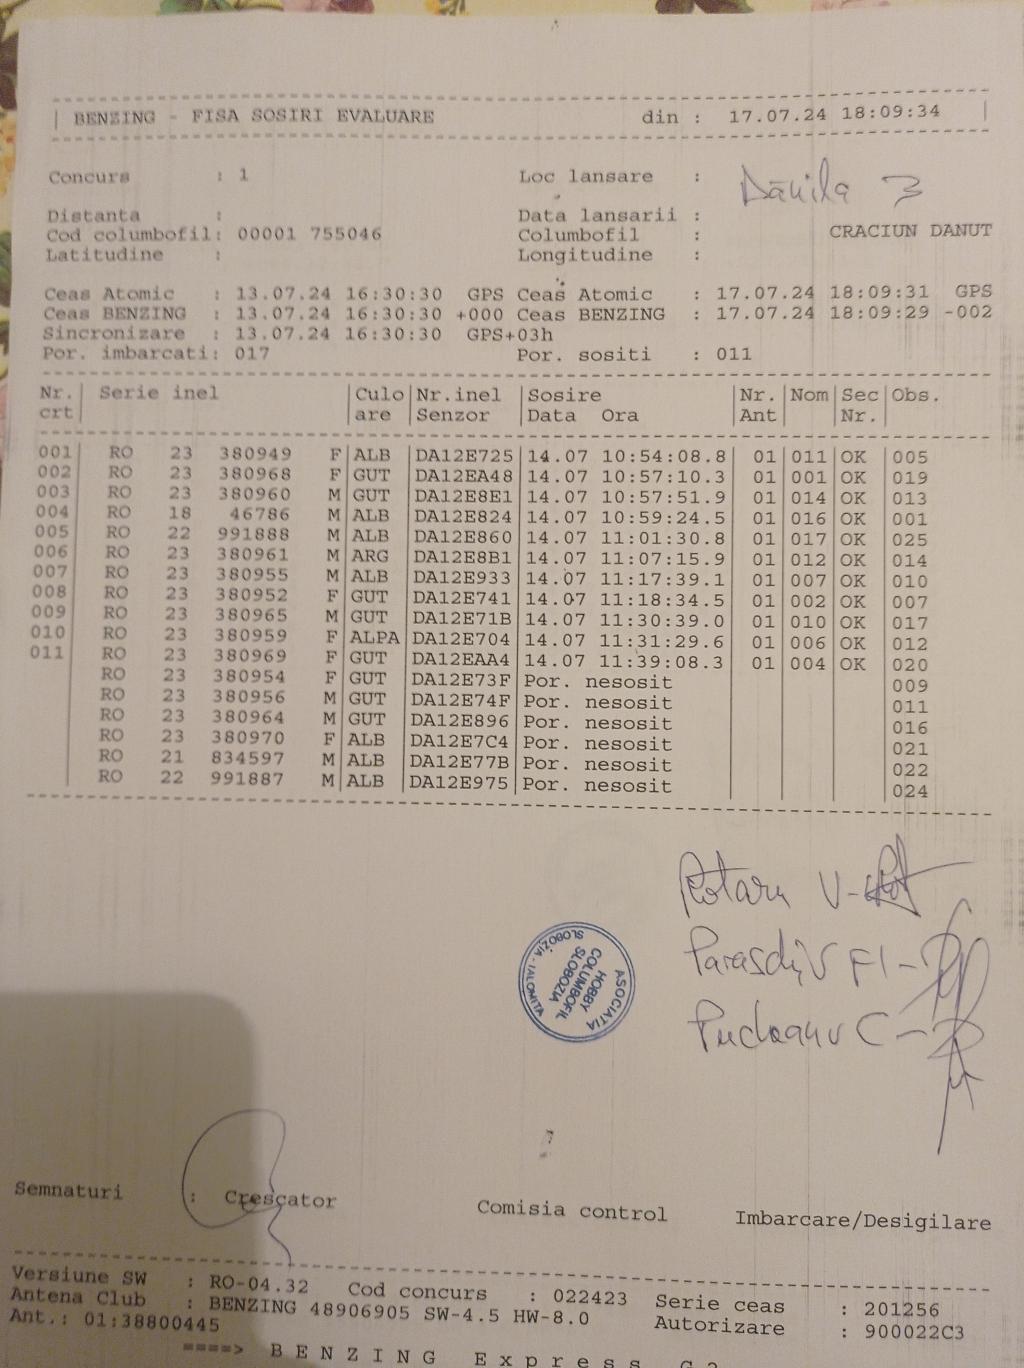 | BENZING - FISA SOSIRI EVALUARE din : 17.07.24 18:09:34 |
Concurs : 1 Loc lansare : Dănila 3
Distanta : Data lansarii :
Cod columbofil: 00001 755046 Columbofil : CRACIUN DANUT
Latitudine : Longitudine :
Ceas Atomic : 13.07.24 16:30:30 GPS Ceas Atomic : 17.07.24 18:09:31 GPS
Ceas BENZING : 13.07.24 16:30:30 +000 Ceas BENZING : 17.07.24 18:09:29 -002
Sincronizare : 13.07.24 16:30:30 GPS+03h
Por. imbarcati: 017 Por. sositi : 011
Nr. | Serie inel | Culo | Nr.inel | Sosire | Nr. | Nom | Sec | Obs.
crt | | are | Senzor | Data Ora | Ant | | Nr. |
001 | RO 23 380949 F | ALB | DA12E725 | 14.07 10:54:08.8 | 01 | 011 | OK | 005
002 | RO 23 380968 F | GUT | DA12EA48 | 14.07 10:57:10.3 | 01 | 001 | OK | 019
003 | RO 23 380960 M | GUT | DA12E8E1 | 14.07 10:57:51.9 | 01 | 014 | OK | 013
004 | RO 18 46786 M | ALB | DA12E824 | 14.07 10:59:24.5 | 01 | 016 | OK | 001
005 | RO 22 991888 M | ALB | DA12E860 | 14.07 11:01:30.8 | 01 | 017 | OK | 025
006 | RO 23 380961 M | ARG | DA12E8B1 | 14.07 11:07:15.9 | 01 | 012 | OK | 014
007 | RO 23 380955 M | ALB | DA12E933 | 14.07 11:17:39.1 | 01 | 007 | OK | 010
008 | RO 23 380952 F | GUT | DA12E741 | 14.07 11:18:34.5 | 01 | 002 | OK | 007
009 | RO 23 380965 M | GUT | DA12E71B | 14.07 11:30:39.0 | 01 | 010 | OK | 017
010 | RO 23 380959 F | ALPA | DA12E704 | 14.07 11:31:29.6 | 01 | 006 | OK | 012
011 | RO 23 380969 F | GUT | DA12EAA4 | 14.07 11:39:08.3 | 01 | 004 | OK | 020
| RO 23 380954 F | GUT | DA12E73F | Por. nesosit | | | | 009
| RO 23 380956 M | GUT | DA12E74F | Por. nesosit | | | | 011
| RO 23 380964 M | GUT | DA12E896 | Por. nesosit | | | | 016
| RO 23 380970 F | ALB | DA12E7C4 | Por. nesosit | | | | 021
| RO 21 834597 M | ALB | DA12E77B | Por. nesosit | | | | 022
| RO 22 991887 M | ALB | DA12E975 | Por. nesosit | | | | 024
Rotaru V-
ASOCIATIA
HOBBY
COLUMBOFIL
SLOBOZIA
SLOBOZIA - IALOMITA
Paraschiv FI-
C-
Semnaturi : Crescator Comisia control Imbarcare/Desigilare
Versiune SW : RO-04.32 Cod concurs : 022423 Serie ceas : 201256
Antena Club : BENZING 48906905 SW-4.5 HW-8.0 Autorizare : 900022C3
Ant.: 01:38800445
====> B E N Z I N G E x p r e s s G 2